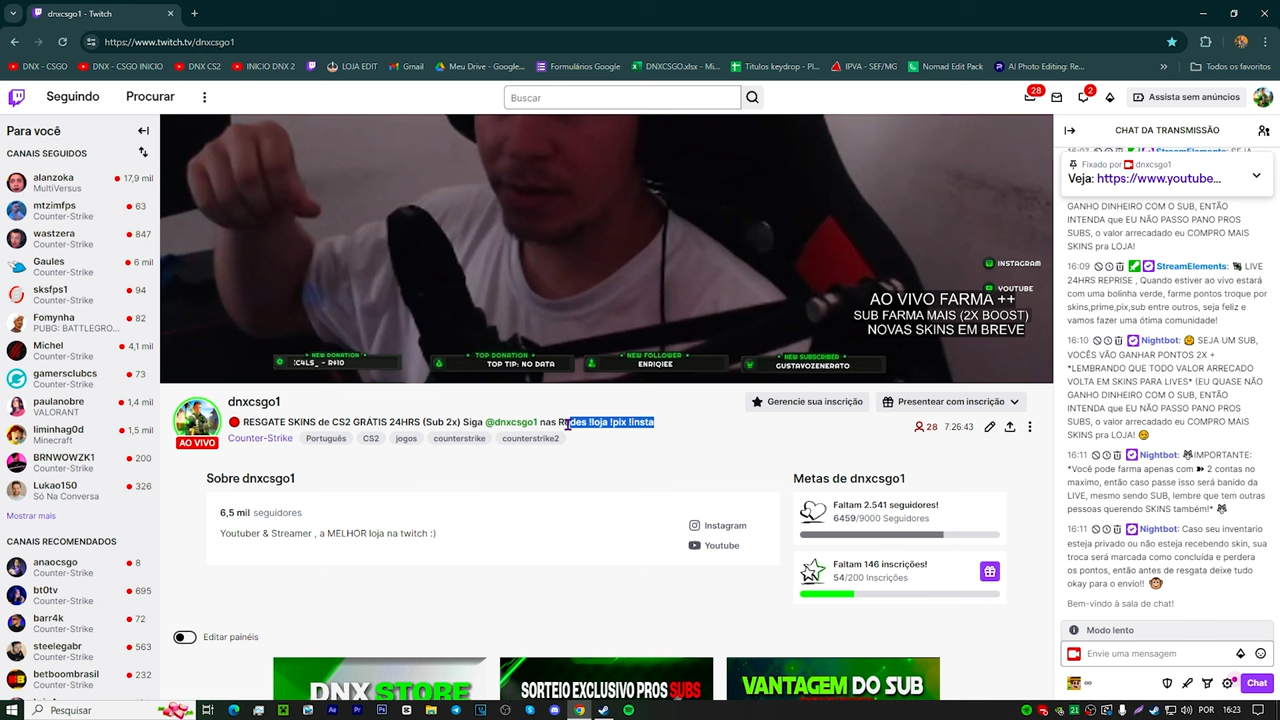 dnxcsgo1 - Twitch
https://www.twitch.tv/dnxcsgo1
DNX - CSGO
DNX - CSGO INICIO
DNX CS2
INICIO DNX 2
LOJA EDIT
Gmail
Meu Drive - Google...
Formulários Google
DNXCSGO.xlsx - Mi...
Titulos keydrop - Pl...
IPVA - SEF/MG
Nomad Edit Pack
AI Photo Editing: Re...
Todos os favoritos
Seguindo
Procurar
Buscar
28
2
Assista sem anúncios
Para você
CANAIS SEGUIDOS
alanzoka
17,9 mil
MultiVersus
mtzimfps
63
Counter-Strike
wastzera
847
Counter-Strike
Gaules
6 mil
Counter-Strike
sksfps1
94
Counter-Strike
Fomynha
82
PUBG: BATTLEGRO...
Michel
4,1 mil
Counter-Strike
gamersclubcs
73
Counter-Strike
paulanobre
1,4 mil
VALORANT
liminhag0d
1,4 mil
Minecraft
BRNWOWZK1
200
Counter-Strike
Lukao150
326
Só Na Conversa
Mostrar mais
CANAIS RECOMENDADOS
anaocsgo
8
Counter-Strike
bt0tv
695
Counter-Strike
barr4k
72
Counter-Strike
steelegabr
563
Counter-Strike
betboombrasil
232
Counter-Strike
INSTAGRAM
YOUTUBE
AO VIVO FARMA ++
SUB FARMA MAIS (2X BOOST)
NOVAS SKINS EM BREVE
NEW DONATION
:C4LS_ - R$10
TOP DONATION
TOP TIP: NO DATA
NEW FOLLOWER
ENRIQIEE
NEW SUBSCRIBER
GUSTAVOZENERATO
AO VIVO
dnxcsgo1
RESGATE SKINS de CS2 GRÁTIS 24HRS (Sub 2x) Siga @dnxcsgo1 nas Redes !loja !pix !insta
Counter-Strike
Português
CS2
jogos
counterstrike
counterstrike2
Gerencie sua inscrição
Presentear com inscrição
28
7:26:43
Sobre dnxcsgo1
6,5 mil seguidores
Youtuber & Streamer , a MELHOR loja na twitch :)
Instagram
Youtube
Metas de dnxcsgo1
Faltam 2.541 seguidores!
6459/9000 Seguidores
Faltam 146 inscrições!
54/200 Inscrições
Editar painéis
DNX STORE
SORTEIO EXCLUSIVO PROS SUBS
VANTAGEM DO SUB
CHAT DA TRANSMISSÃO
Fixado por dnxcsgo1
Veja: https://www.youtube...
GANHO DINHEIRO COM O SUB, ENTÃO
INTENDA que EU NÃO PASSO PANO PROS
SUBS, o valor arrecadado eu COMPRO MAIS
SKINS pra LOJA!
16:09 StreamElements: LIVE
24HRS REPRISE , Quando estiver ao vivo estará
com uma bolinha verde, farme pontos troque por
skins,prime,pix,sub entre outros, seja feliz e
vamos fazer uma ótima comunidade!
16:10 Nightbot: SEJA UM SUB,
VOCÊS VÃO GANHAR PONTOS 2X +
*LEMBRANDO QUE TODO VALOR ARRECADO
VOLTA EM SKINS PARA LIVES* (EU QUASE NÃO
GANHO DINHEIRO COM O SUB, ENTÃO
INTENDA que EU NÃO PASSO PANO PROS
SUBS, o valor arrecadado eu COMPRO MAIS
SKINS pra LOJA!
16:11 Nightbot: IMPORTANTE:
*Você pode farma apenas com 2 contas no
maximo, então caso passe isso será banido da
LIVE, mesmo sendo SUB, lembre que tem outras
pessoas querendo SKINS também!*
16:11 Nightbot: Caso seu inventario
esteja privado ou não esteja recebendo skin, sua
troca será marcada como concluída e perdera
os pontos, então antes de resgata deixe tudo
okay para o envio!!
Bem-vindo à sala de chat!
Modo lento
Envie uma mensagem
Chat
Pesquisar
POR
16:23